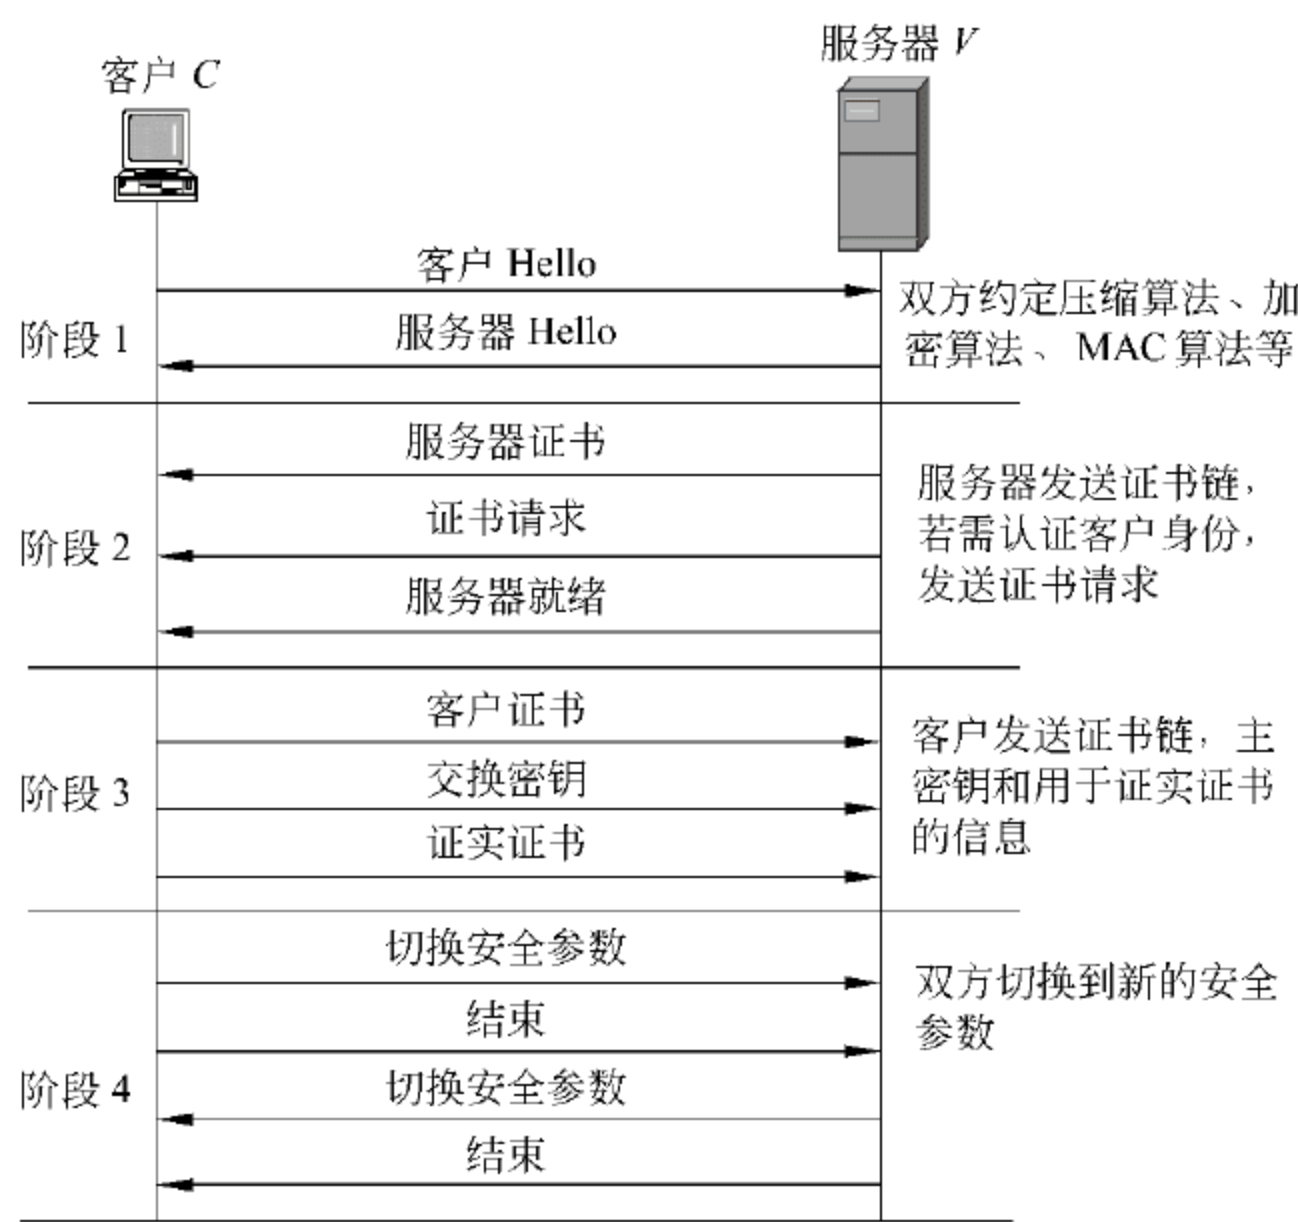 服务器 V
客户 C
客户 Hello
双方约定压缩算法、加
密算法、MAC 算法等
阶段 1
服务器 Hello
服务器证书
服务器发送证书链，
若需认证客户身份，
发送证书请求
证书请求
阶段 2
服务器就绪
客户证书
客户发送证书链，主
密钥和用于证实证书
的信息
交换密钥
阶段 3
证实证书
切换安全参数
双方切换到新的安全
参数
结束
阶段 4
切换安全参数
结束